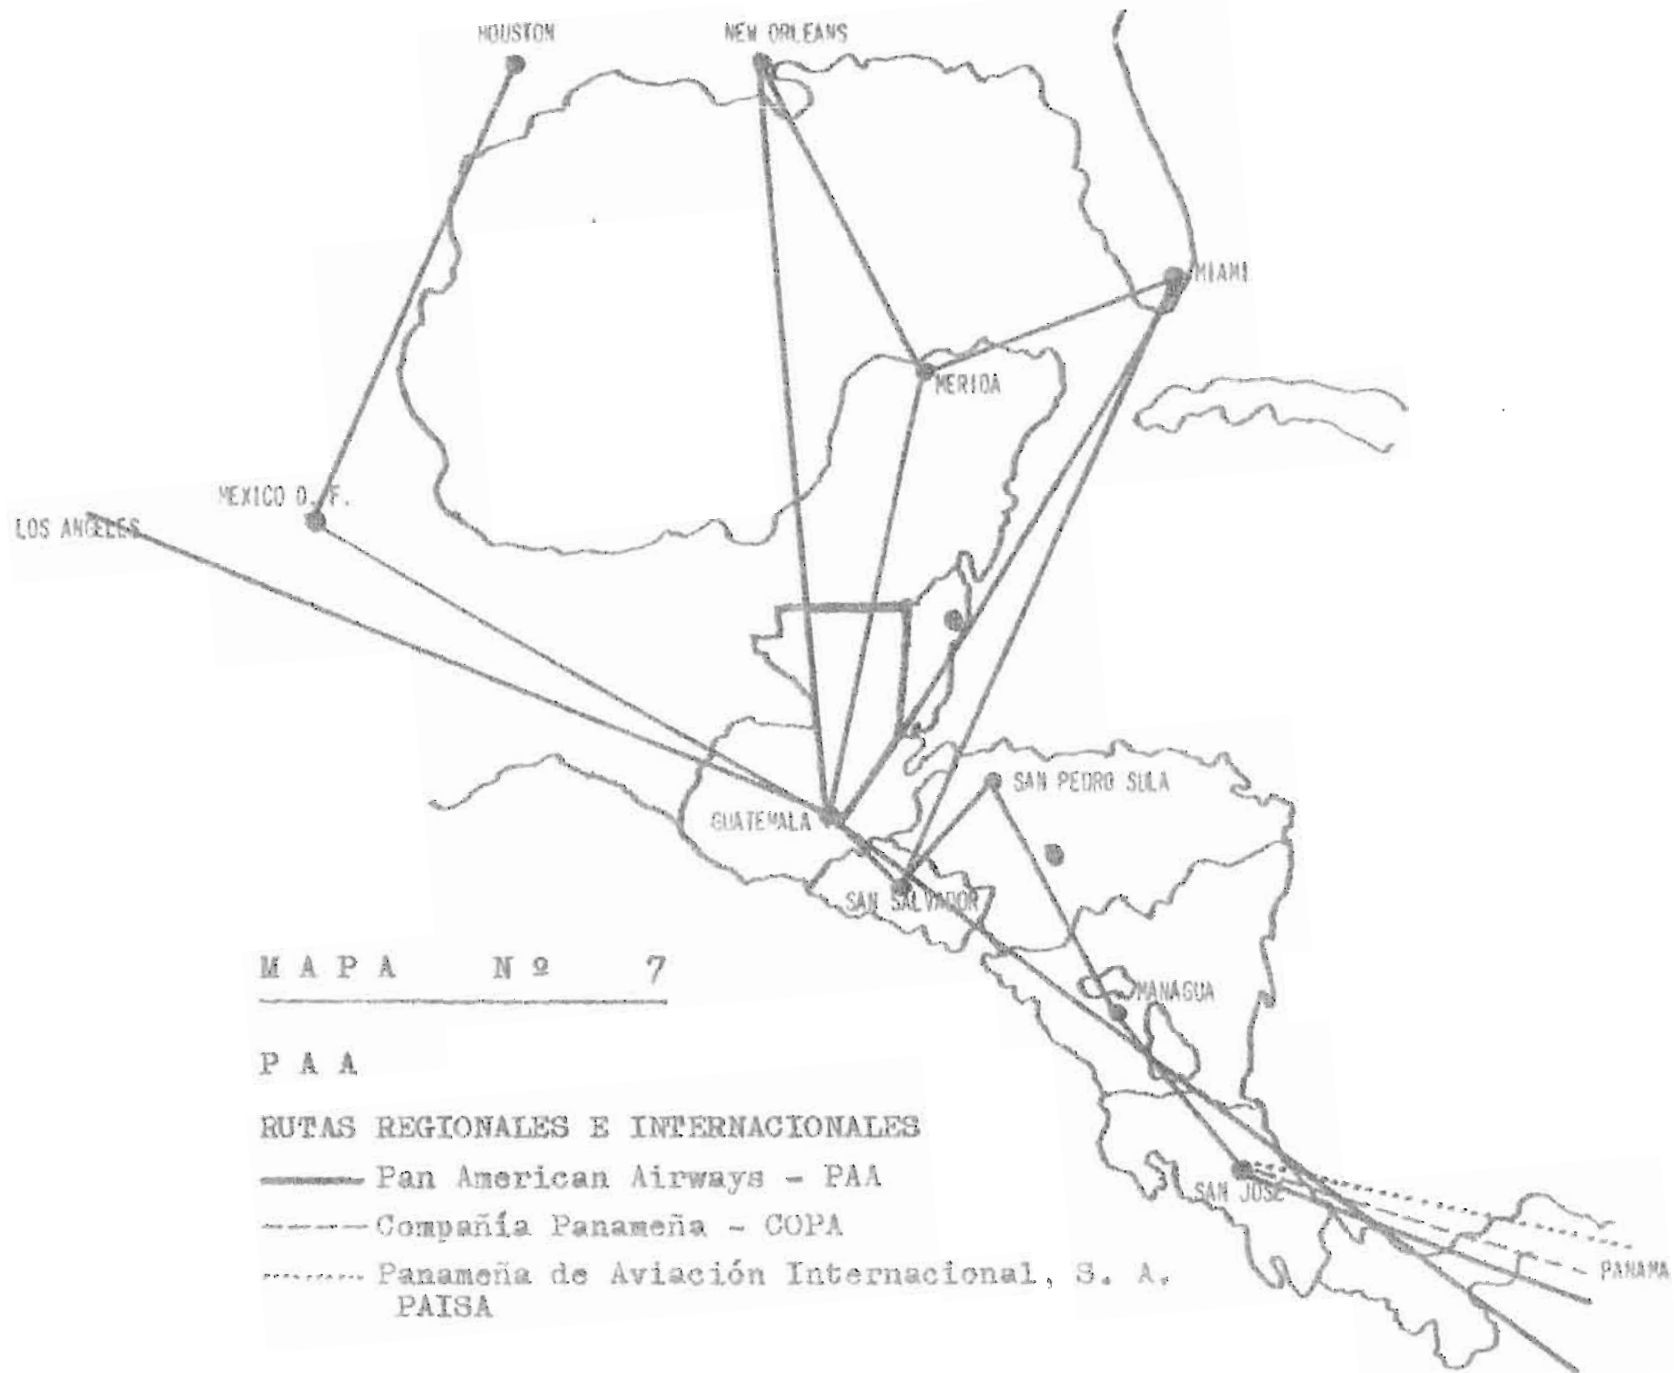 HOUSTON
NEW ORLEANS
MIAMI
MERIDA
MEXICO D. F.
LOS ANGELES
SAN PEDRO SULA
GUATEMALA
SAN SALVADOR
MANAGUA
SAN JOSE
PANAMA
MAPA Nº 7
PAA
RUTAS REGIONALES E INTERNACIONALES
Pan American Airways - PAA
Compañía Panameña - COPA
Panameña de Aviación Internacional, S. A.
PAISA